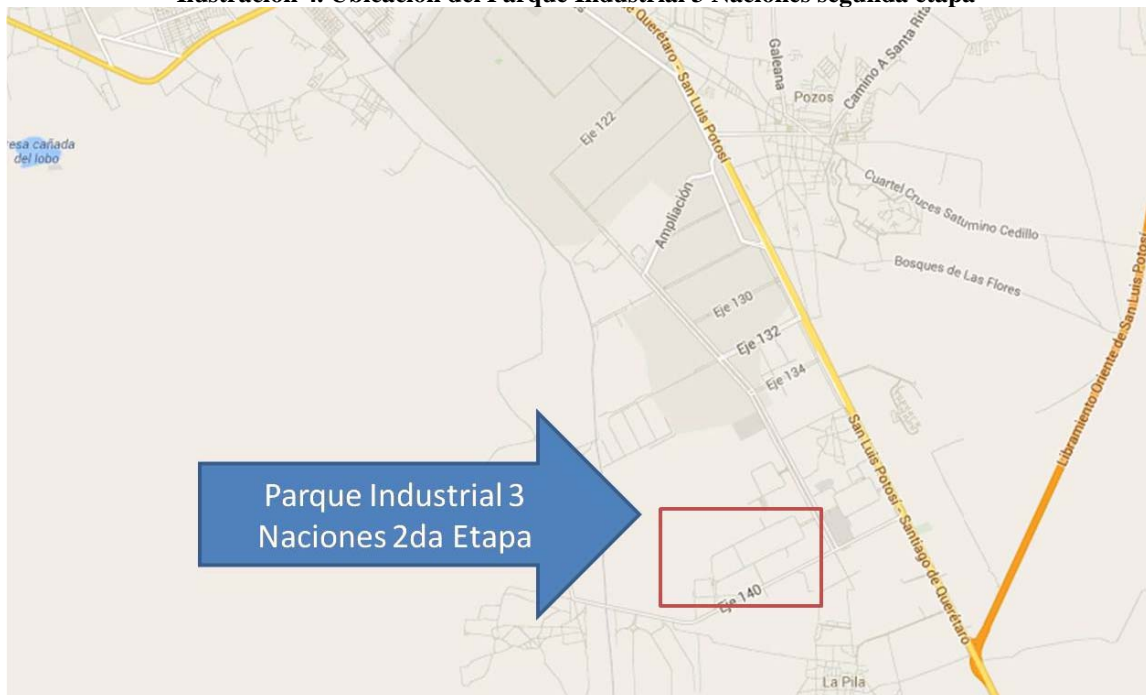 Ilustración 4. Ubicación del Parque Industrial 3 Naciones segunda etapa
Querétaro - San Luis Potosí
Galeana
Camino A Santa Rita
Pozos
Eje 122
cañada
del lobo
Cuartel Cruces Saturnino Cedillo
Ampliación
Bosques de Las Flores
Eje 130
Eje 132
Eje 134
Libramiento Oriente de San Luis Potosí
San Luis Potosí - Santiago de Querétaro
Parque Industrial 3
Naciones 2da Etapa
Eje 140
La Pila